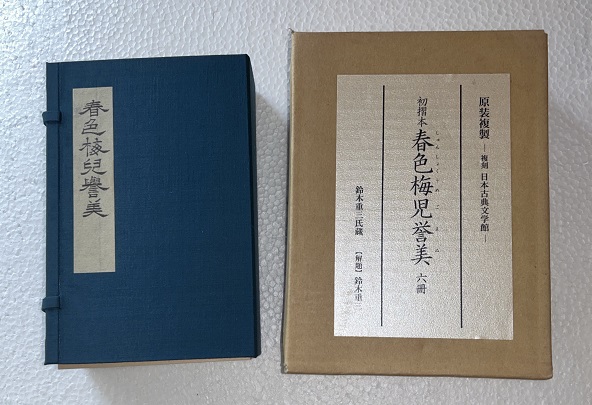 原装複製 ―複刻 日本古典文学館―
しゅんしょくうめごよみ
初摺本 春色梅児誉美 六冊
鈴木重三氏蔵 【解題】鈴木重三
春色梅兒譽美